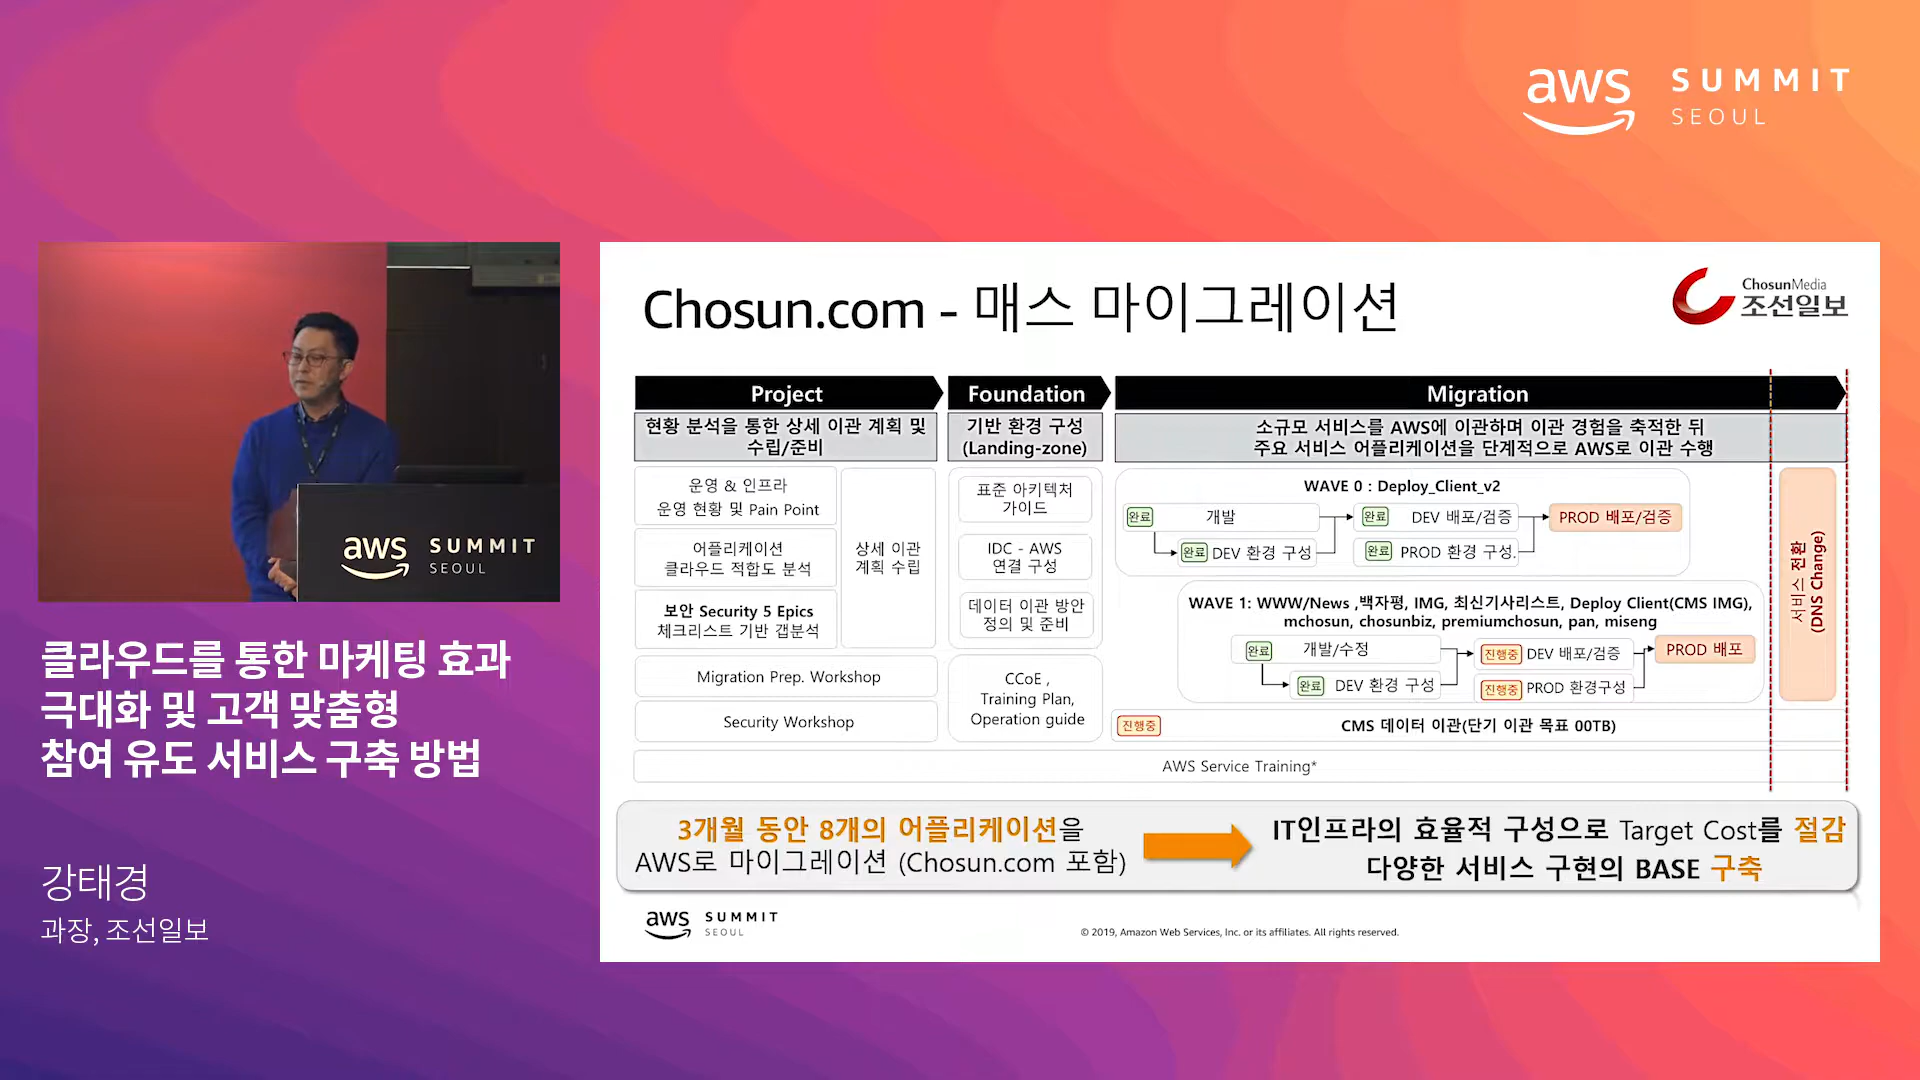 aws SUMMIT
SEOUL
aws SUMMIT
SEOUL
클라우드를 통한 마케팅 효과
극대화 및 고객 맞춤형
참여 유도 서비스 구축 방법
강태경
과장, 조선일보
Chosun.com - 매스 마이그레이션
ChosunMedia
조선일보
Project
Foundation
Migration
현황 분석을 통한 상세 이관 계획 및
수립/준비
기반 환경 구성
(Landing-zone)
소규모 서비스를 AWS에 이관하며 이관 경험을 축적한 뒤
주요 서비스 어플리케이션을 단계적으로 AWS로 이관 수행
운영 & 인프라
운영 현황 및 Pain Point
어플리케이션
클라우드 적합도 분석
보안 Security 5 Epics
체크리스트 기반 갭분석
상세 이관
계획 수립
Migration Prep. Workshop
Security Workshop
표준 아키텍처
가이드
IDC - AWS
연결 구성
데이터 이관 방안
정의 및 준비
CCoE ,
Training Plan,
Operation guide
WAVE 0 : Deploy_Client_v2
완료 개발
완료 DEV 배포/검증
PROD 배포/검증
완료 DEV 환경 구성
완료 PROD 환경 구성.
WAVE 1: WWW/News ,백자평, IMG, 최신기사리스트, Deploy Client(CMS IMG),
mchosun, chosunbiz, premiumchosun, pan, miseng
완료 개발/수정
진행중 DEV 배포/검증
PROD 배포
완료 DEV 환경 구성
진행중 PROD 환경구성
진행중 CMS 데이터 이관(단기 이관 목표 00TB)
서비스 전환
(DNS Change)
AWS Service Training*
3개월 동안 8개의 어플리케이션을
AWS로 마이그레이션 (Chosun.com 포함)
IT인프라의 효율적 구성으로 Target Cost를 절감
다양한 서비스 구현의 BASE 구축
aws SUMMIT
SEOUL
© 2019, Amazon Web Services, Inc. or its affiliates. All rights reserved.